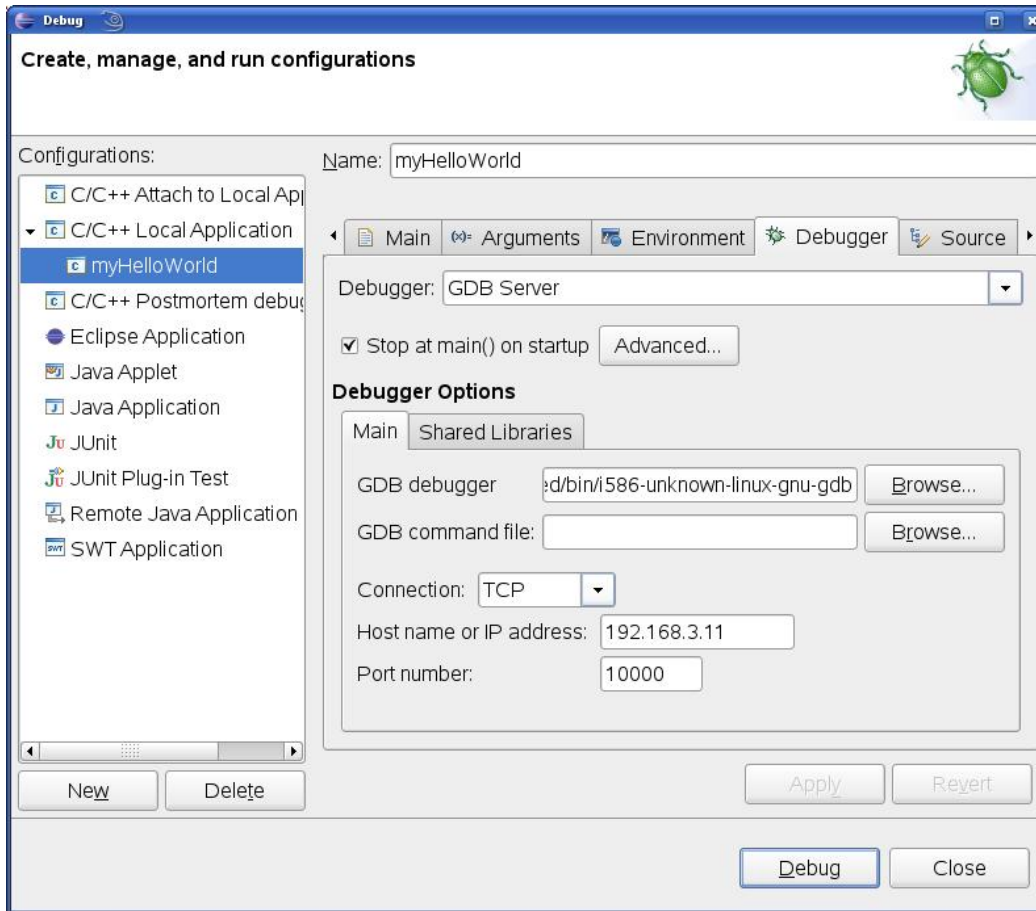 Debug
Create, manage, and run configurations
Configurations:
C/C++ Attach to Local Ap
C/C++ Local Application
myHelloWorld
C/C++ Postmortem debu
Eclipse Application
Java Applet
Java Application
JUnit
JUnit Plug-in Test
Remote Java Application
SWT Application
New Delete
Name: myHelloWorld
Main (x)= Arguments Environment Debugger Source
Debugger: GDB Server
Stop at main() on startup Advanced...
Debugger Options
Main Shared Libraries
GDB debugger ed/bin/i586-unknown-linux-gnu-gdb Browse...
GDB command file: Browse...
Connection: TCP
Host name or IP address: 192.168.3.11
Port number: 10000
Apply Revert
Debug Close